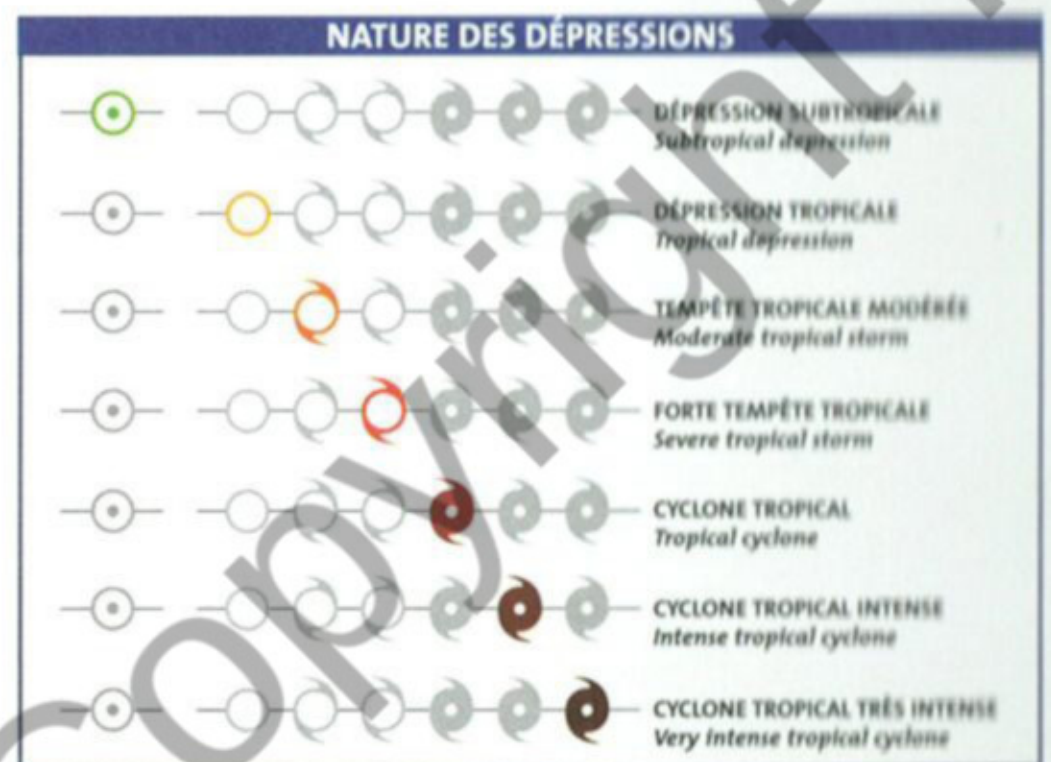 NATURE DES DÉPRESSIONS
DÉPRESSION SUBTROPICALE
Subtropical depression
DÉPRESSION TROPICALE
Tropical depression
TEMPÊTE TROPICALE MODÉRÉE
Moderate tropical storm
FORTE TEMPÊTE TROPICALE
Severe tropical storm
CYCLONE TROPICAL
Tropical cyclone
CYCLONE TROPICAL INTENSE
Intense tropical cyclone
CYCLONE TROPICAL TRÈS INTENSE
Very intense tropical cyclone
Copyright